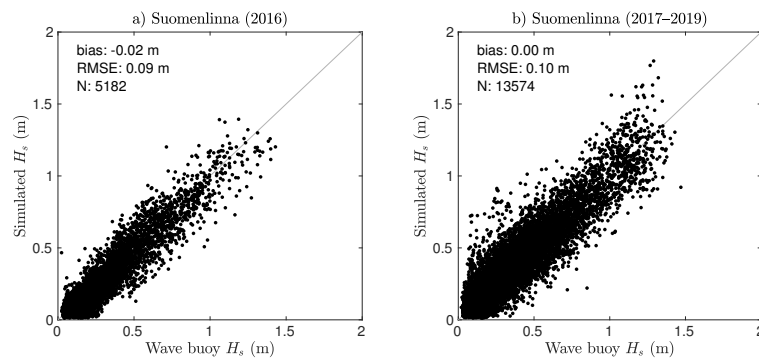 a) Suomenlinna (2016)
bias: -0.02 m
RMSE: 0.09 m
N: 5182
2
1.5
1
0.5
0
0
0.5
1
1.5
2
Simulated Hs (m)
Wave buoy Hs (m)
b) Suomenlinna (2017–2019)
bias: 0.00 m
RMSE: 0.10 m
N: 13574
2
1.5
1
0.5
0
0
0.5
1
1.5
2
Simulated Hs (m)
Wave buoy Hs (m)